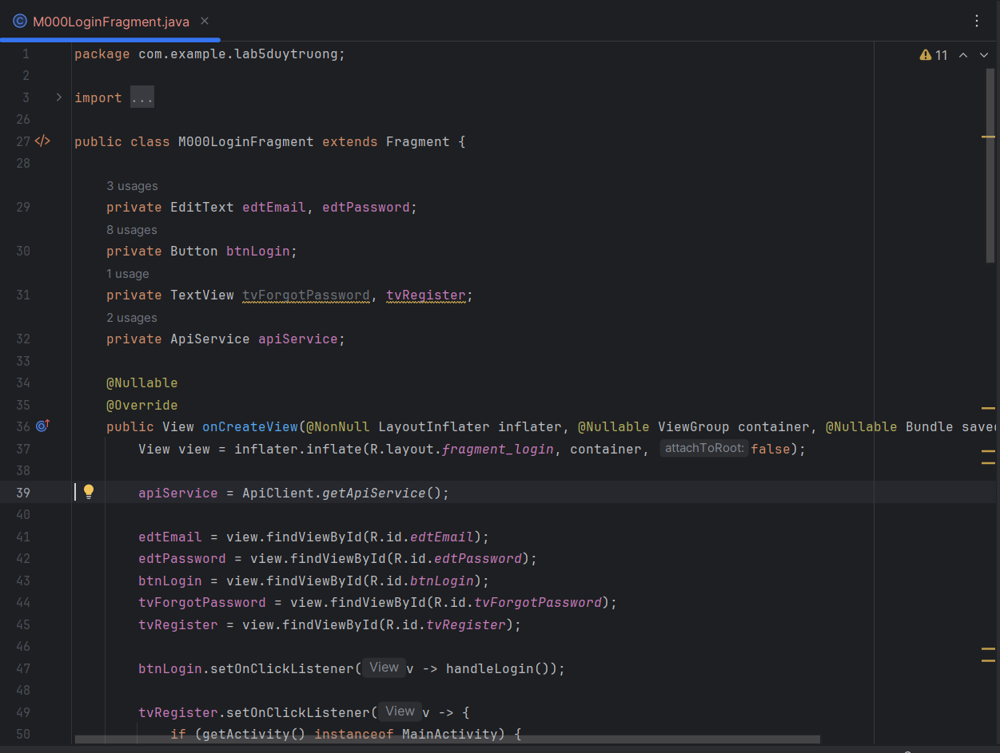 M000LoginFragment.java
11
1 package com.example.lab5duytruong;
2
3 import ...
26
27 </> public class M000LoginFragment extends Fragment {
28
3 usages
29 private EditText edtEmail, edtPassword;
8 usages
30 private Button btnLogin;
1 usage
31 private TextView tvForgotPassword, tvRegister;
2 usages
32 private ApiService apiService;
33
34 @Nullable
35 @Override
36 public View onCreateView(@NonNull LayoutInflater inflater, @Nullable ViewGroup container, @Nullable Bundle saved
37 View view = inflater.inflate(R.layout.fragment_login, container, attachToRoot: false);
38
39 apiService = ApiClient.getApiService();
40
41 edtEmail = view.findViewById(R.id.edtEmail);
42 edtPassword = view.findViewById(R.id.edtPassword);
43 btnLogin = view.findViewById(R.id.btnLogin);
44 tvForgotPassword = view.findViewById(R.id.tvForgotPassword);
45 tvRegister = view.findViewById(R.id.tvRegister);
46
47 btnLogin.setOnClickListener( View v -> handleLogin());
48
49 tvRegister.setOnClickListener( View v -> {
50 if (getActivity() instanceof MainActivity) {